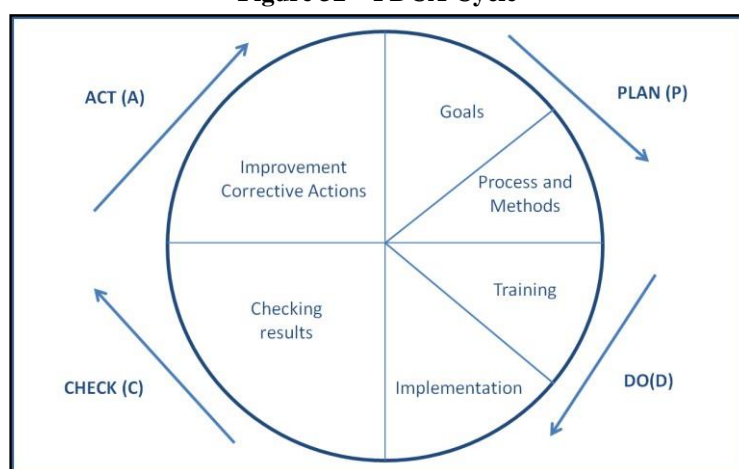 ACT (A)
PLAN (P)
Goals
Improvement
Corrective Actions
Process and
Methods
Training
Checking
results
Implementation
CHECK (C)
DO(D)